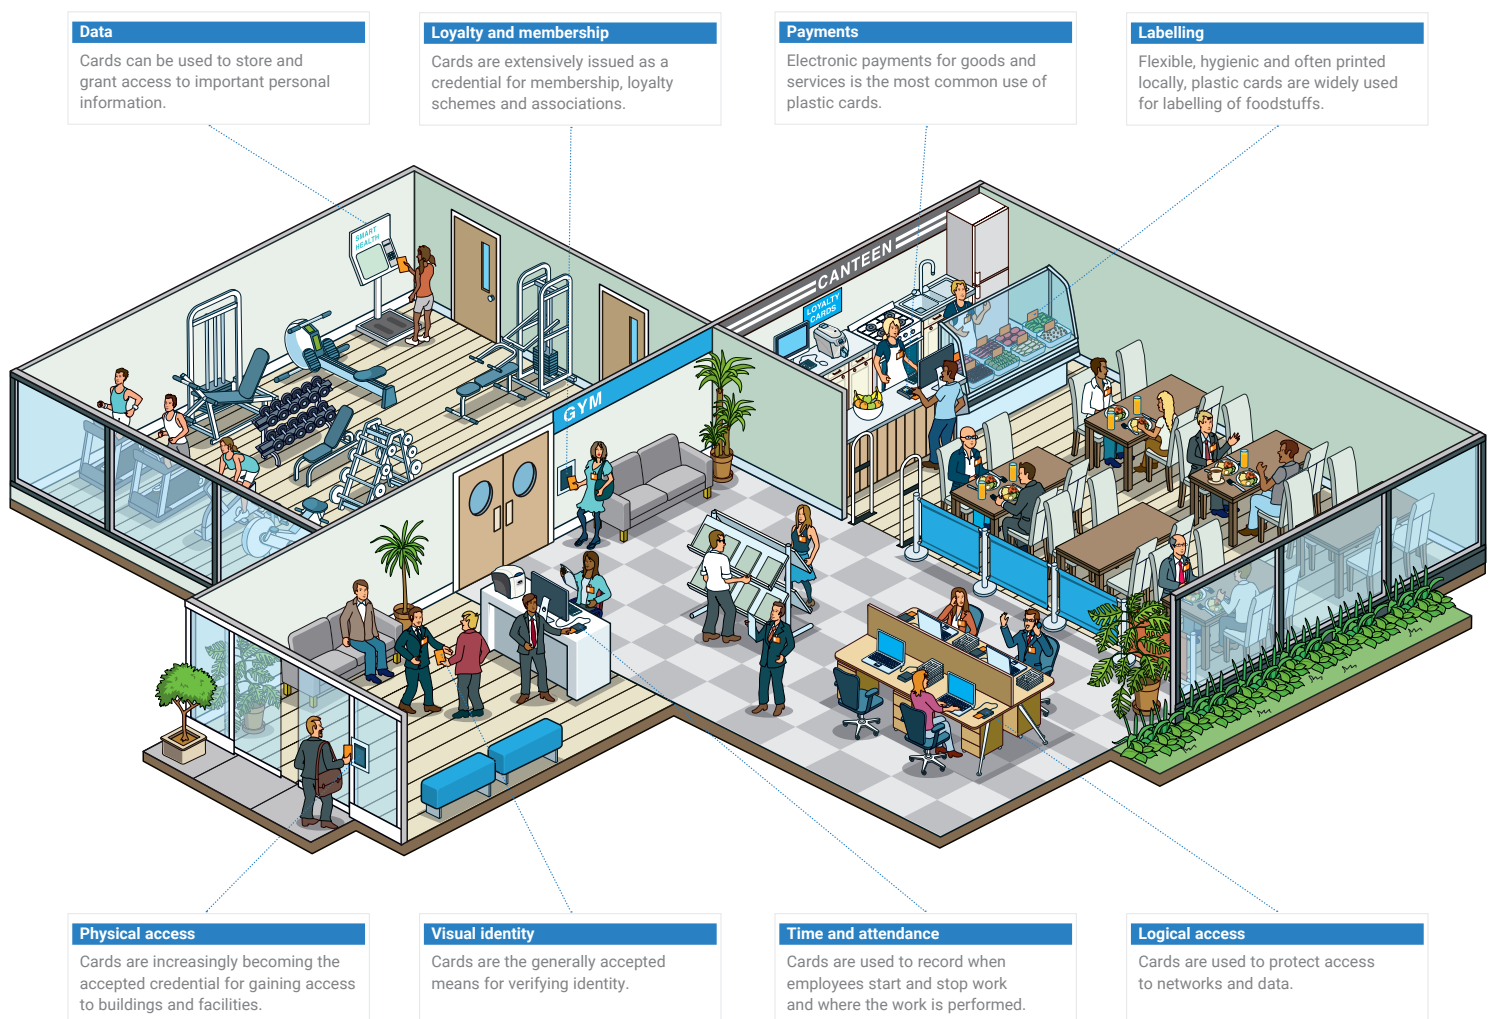 Data
Cards can be used to store and
grant access to important personal
information.
Loyalty and membership
Cards are extensively issued as a
credential for membership, loyalty
schemes and associations.
Payments
Electronic payments for goods and
services is the most common use of
plastic cards.
Labelling
Flexible, hygienic and often printed
locally, plastic cards are widely used
for labelling of foodstuffs.
SMART
HEALTH
CANTEEN
LOYALTY
CARDS
GYM
Physical access
Cards are increasingly becoming the
accepted credential for gaining access
to buildings and facilities.
Visual identity
Cards are the generally accepted
means for verifying identity.
Time and attendance
Cards are used to record when
employees start and stop work
and where the work is performed.
Logical access
Cards are used to protect access
to networks and data.